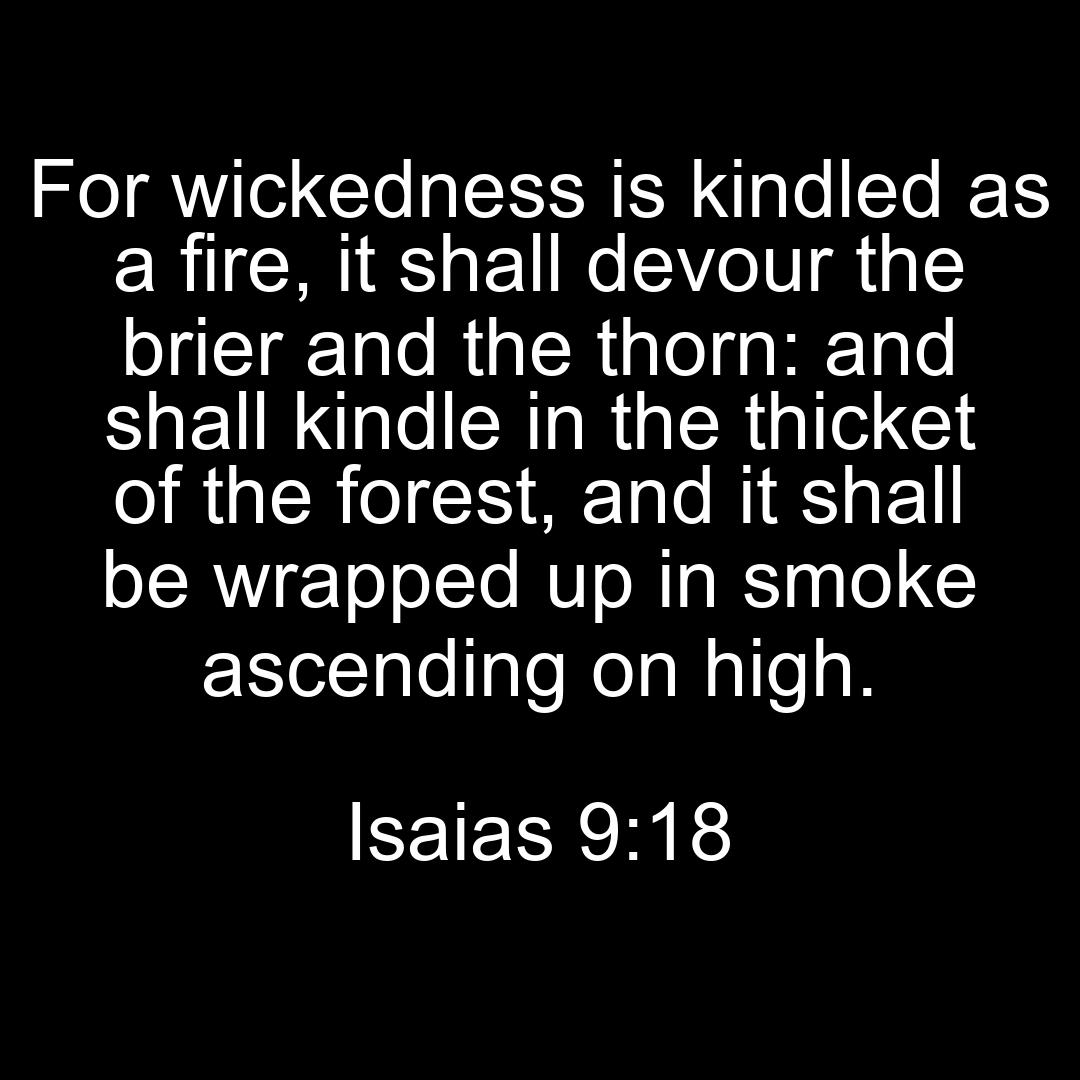 For wickedness is kindled as
a fire, it shall devour the
brier and the thorn: and
shall kindle in the thicket
of the forest, and it shall
be wrapped up in smoke
ascending on high.
Isaias 9:18